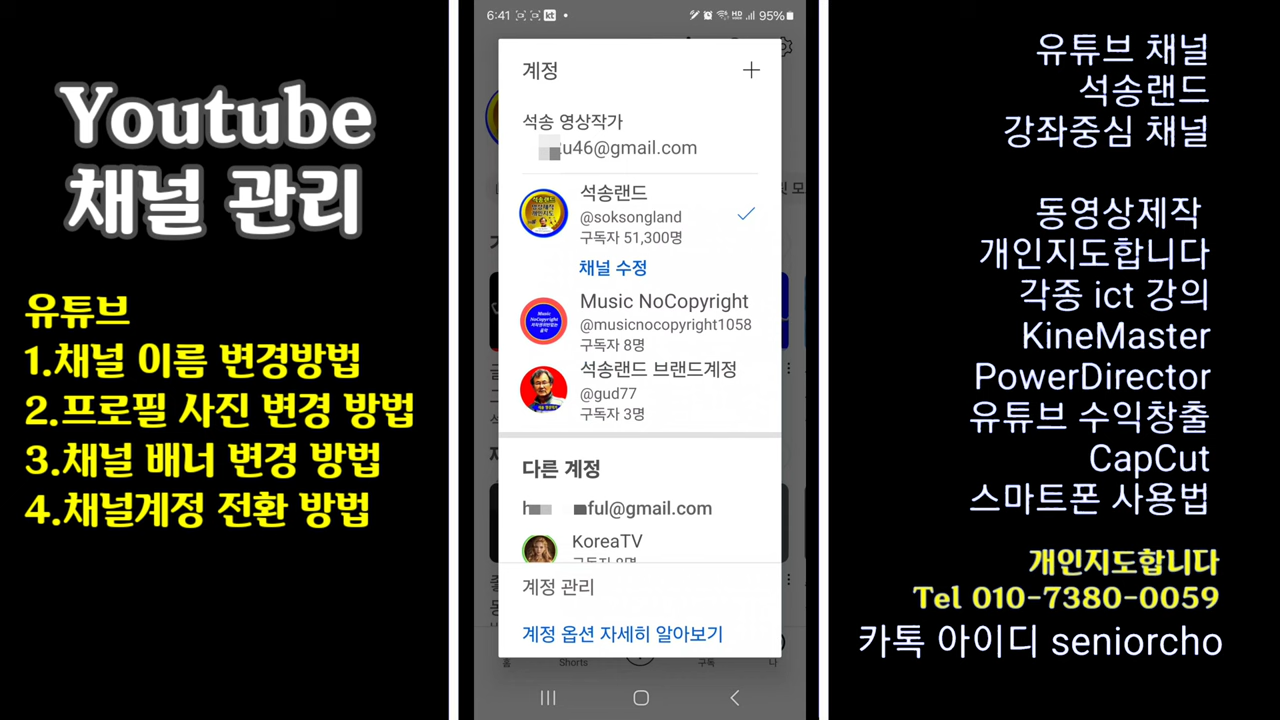 Youtube
채널 관리
유튜브
1.채널 이름 변경방법
2.프로필 사진 변경 방법
3.채널 배너 변경 방법
4.채널계정 전환 방법
6:41
kt
HD
95%
계정
석송 영상작가
u46@gmail.com
석송랜드
@soksongland
구독자 51,300명
채널 수정
Music NoCopyright
@musicnocopyright1058
구독자 8명
석송랜드 브랜드계정
@gud77
구독자 3명
다른 계정
h
ful@gmail.com
KoreaTV
계정 관리
계정 옵션 자세히 알아보기
홈
Shorts
구독
나
유튜브 채널
석송랜드
강좌중심 채널
동영상제작
개인지도합니다
각종 ict 강의
KineMaster
PowerDirector
유튜브 수익창출
CapCut
스마트폰 사용법
개인지도합니다
Tel 010-7380-0059
카톡 아이디 seniorcho